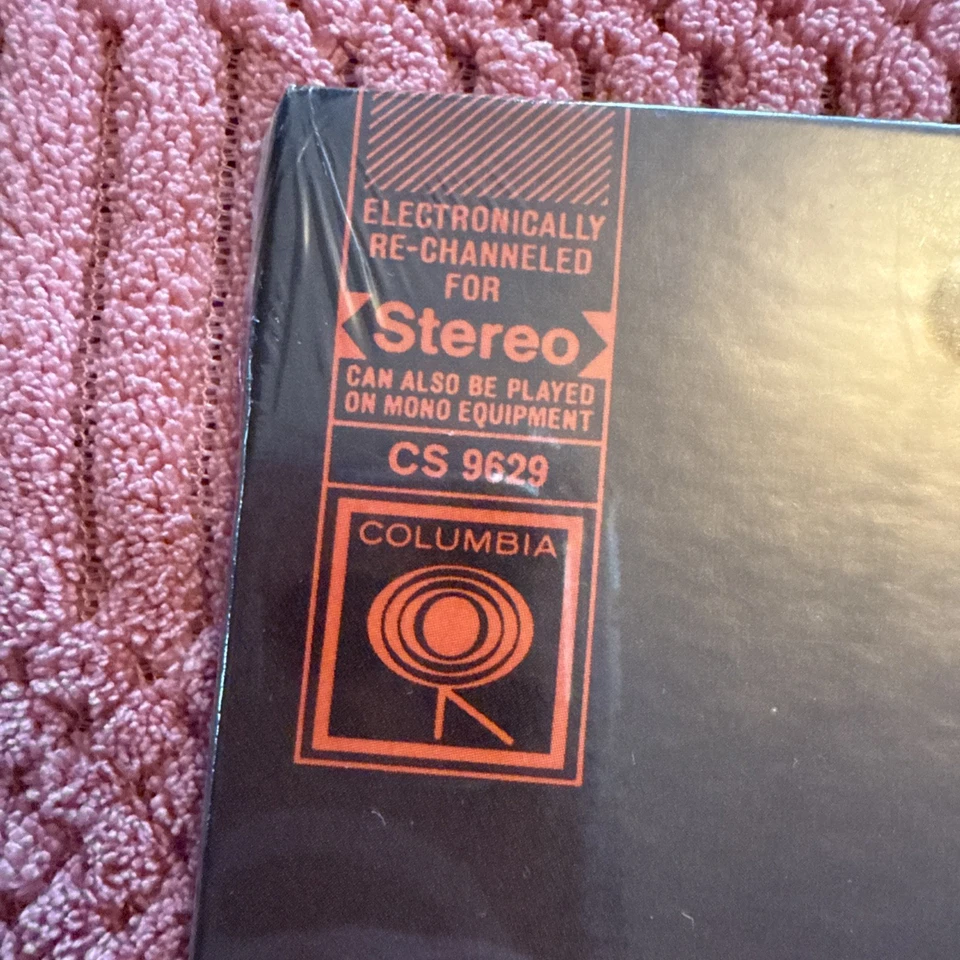 ELECTRONICALLY
RE-CHANNELED
FOR
Stereo
CAN ALSO BE PLAYED
ON MONO EQUIPMENT
CS 9629
COLUMBIA